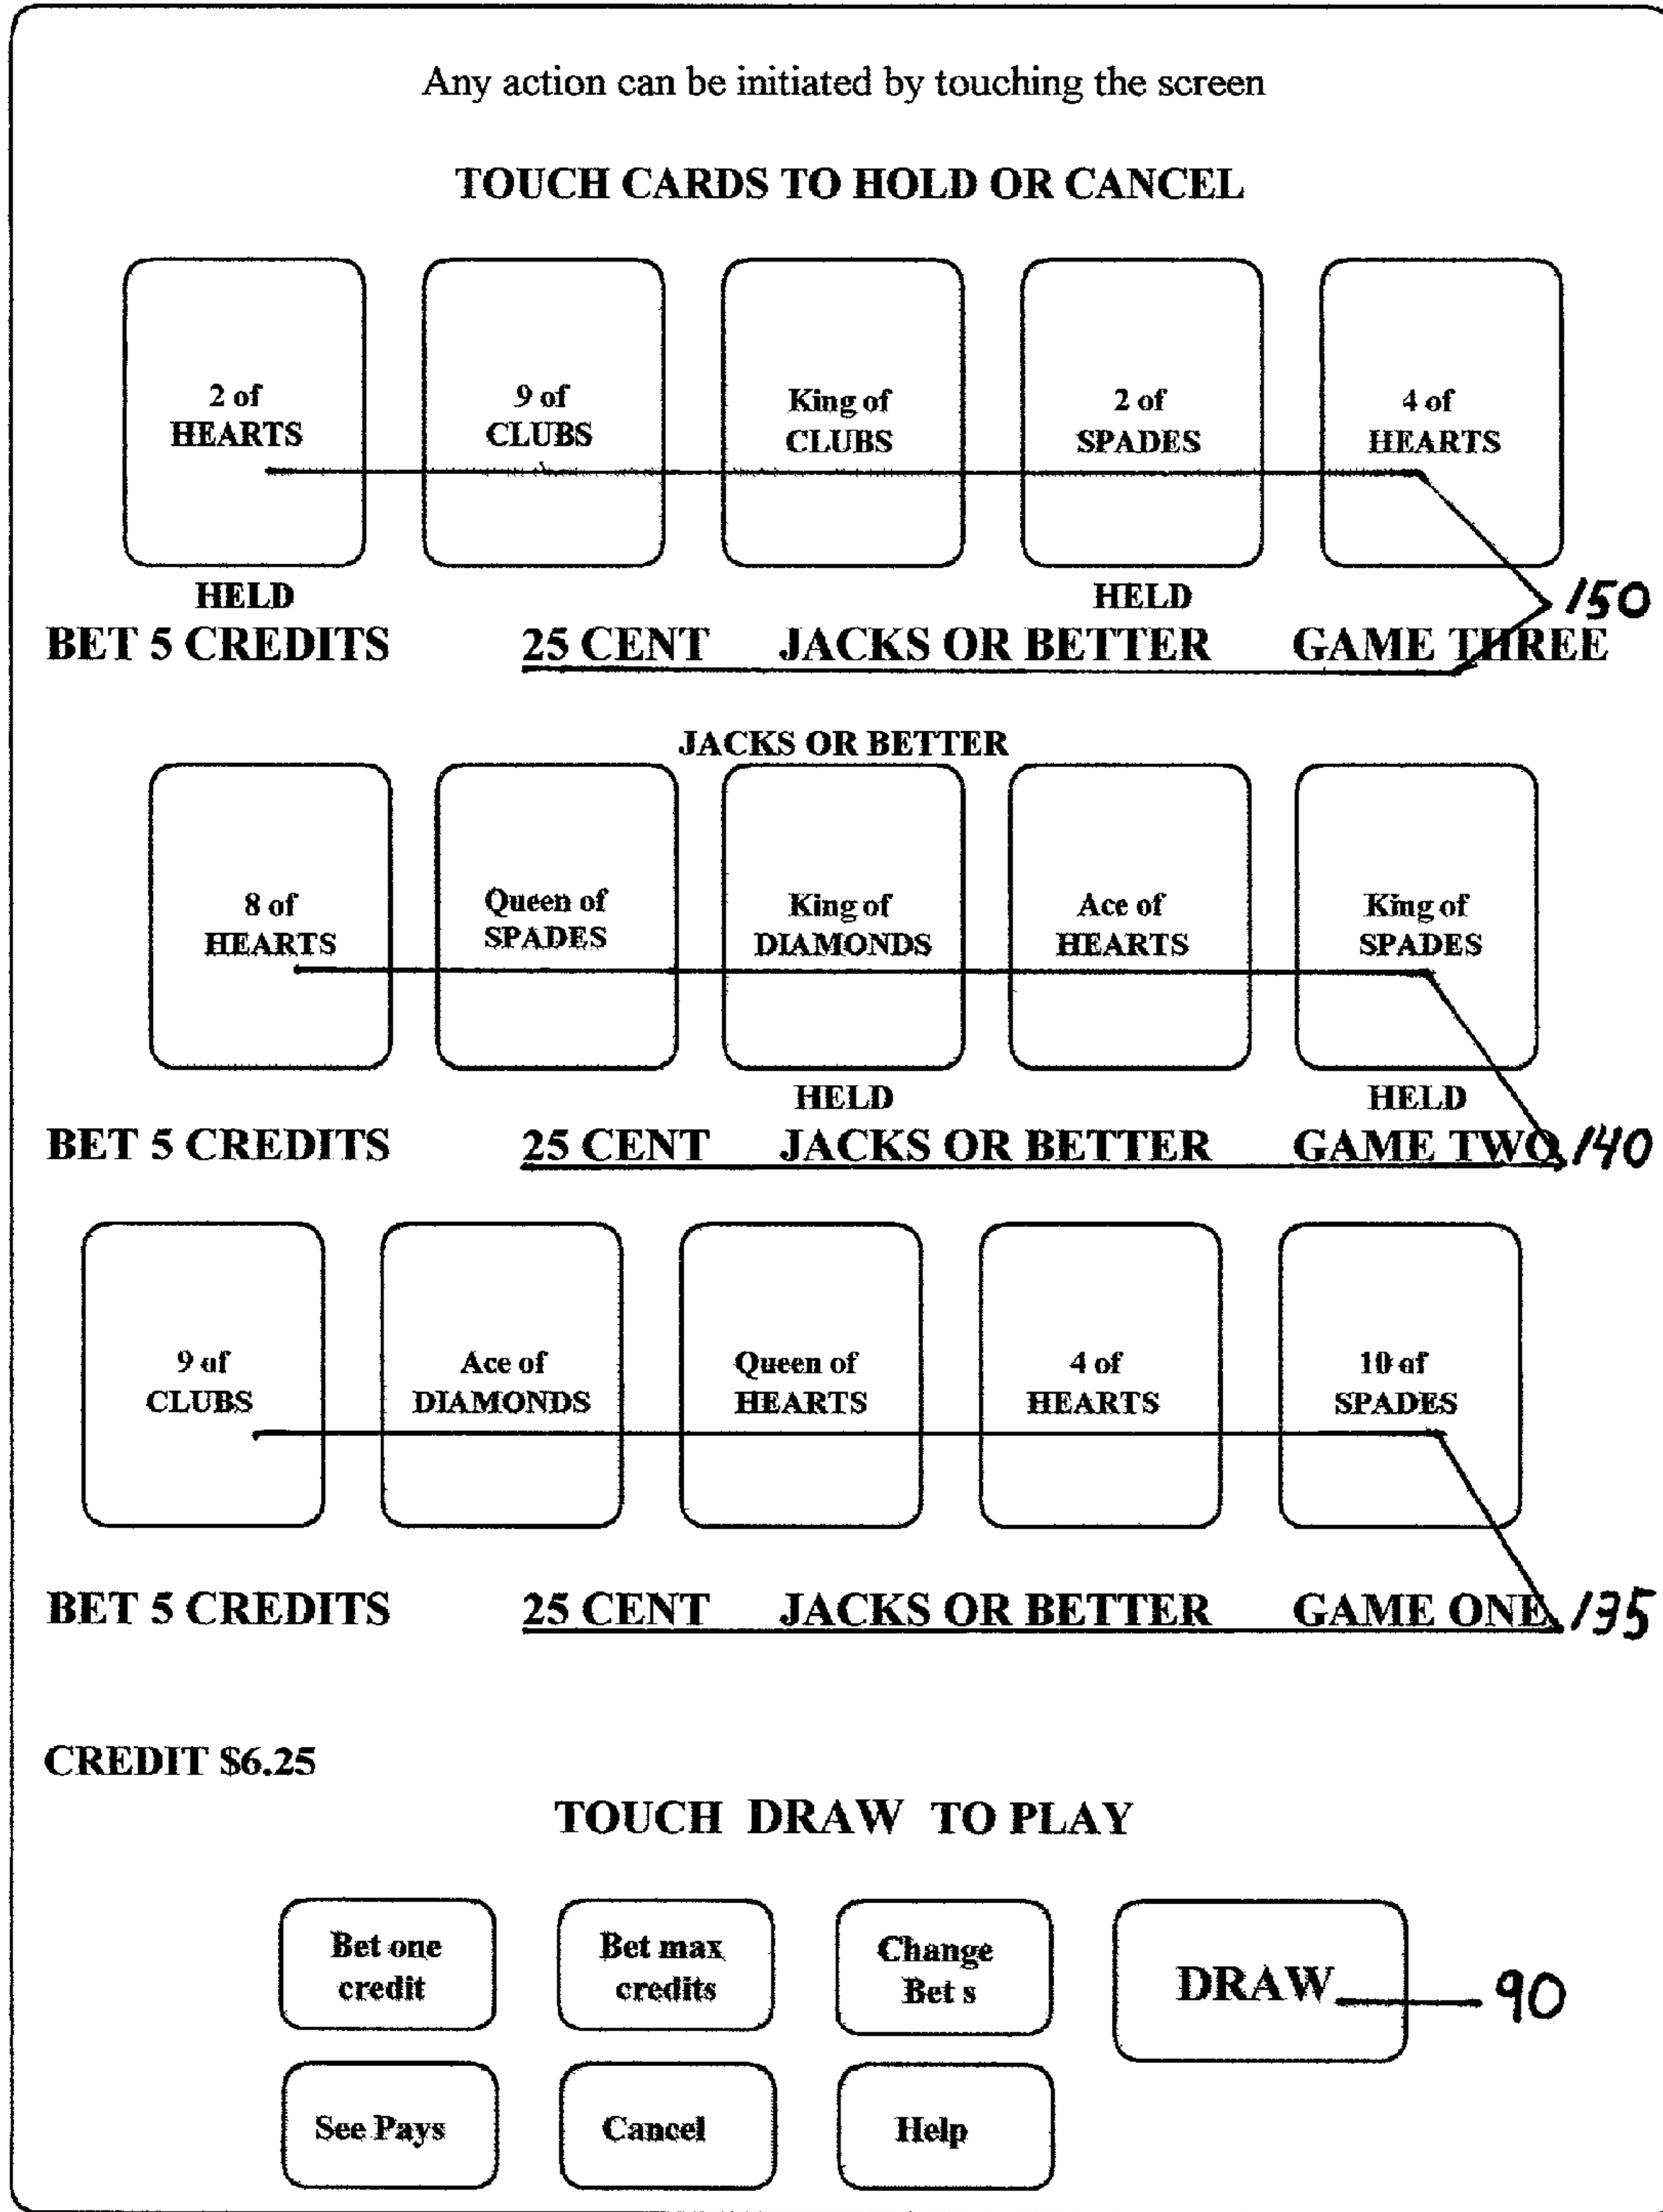 Any action can be initiated by touching the screen
TOUCH CARDS TO HOLD OR CANCEL
2 of 9 of King of 2 of 4 of
HEARTS CLUBS CLUBS SPADES HEARTS
HELD HELD 150
BET 5 CREDITS 25 CENT JACKS OR BETTER GAME THREE
JACKS OR BETTER
8 of Queen of King of Ace of King of
HEARTS SPADES DIAMONDS HEARTS SPADES
HELD HELD
BET 5 CREDITS 25 CENT JACKS OR BETTER GAME TWO 140
9 of Ace of Queen of 4 of 10 of
CLUBS DIAMONDS HEARTS HEARTS SPADES
BET 5 CREDITS 25 CENT JACKS OR BETTER GAME ONE 135
CREDIT $6.25
TOUCH DRAW TO PLAY
Bet one Bet max Change
credit credits Bet s
DRAW 90
See Pays Cancel Help